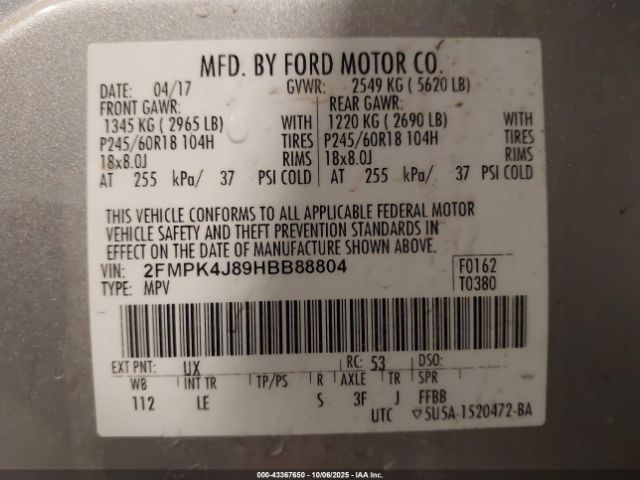 MFD. BY FORD MOTOR CO.
DATE: 04/17 GVWR: 2549 KG ( 5620 LB)
FRONT GAWR: REAR GAWR:
1345 KG ( 2965 LB) WITH 1220 KG ( 2690 LB) WITH
P245/60R18 104H TIRES P245/60R18 104H TIRES
18x8.0J RIMS 18x8.0J RIMS
AT 255 kPa/ 37 PSI COLD AT 255 kPa/ 37 PSI COLD
THIS VEHICLE CONFORMS TO ALL APPLICABLE FEDERAL MOTOR
VEHICLE SAFETY AND THEFT PREVENTION STANDARDS IN
EFFECT ON THE DATE OF MANUFACTURE SHOWN ABOVE.
VIN: 2FMPK4J89HBB88804 F0162
TYPE: MPV T0380
EXT PNT: UX RC: 53 DSO:
WB INT TR TP/PS R AXLE TR SPR
112 LE S 3F J FFBB
UTC ▽5U5A-1520472-BA
000-43367650 - 10/06/2025 - IAA Inc.